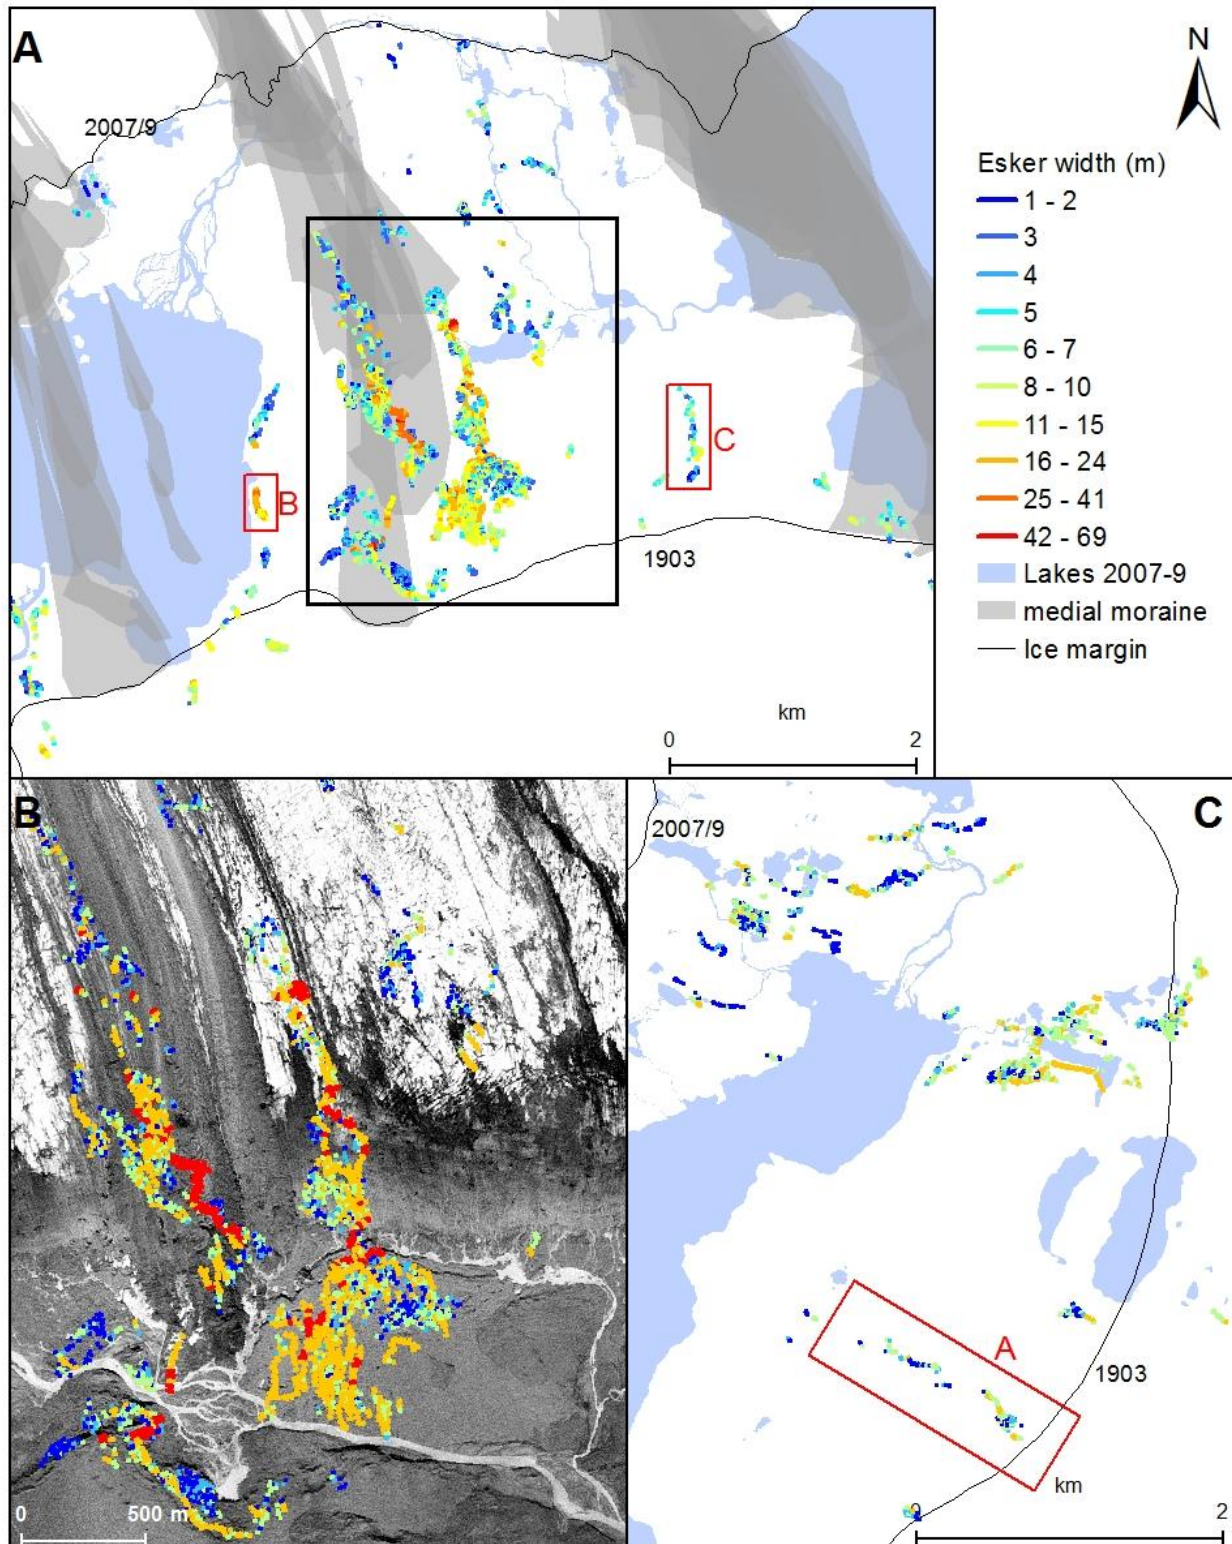 A
N
2007/9
Esker width (m)
1 - 2
3
4
5
6 - 7
8 - 10
11 - 15
16 - 24
25 - 41
42 - 69
Lakes 2007-9
medial moraine
Ice margin
C
B
1903
km
0 2
B
C
2007/9
A
1903
km
0 500 m
0 2